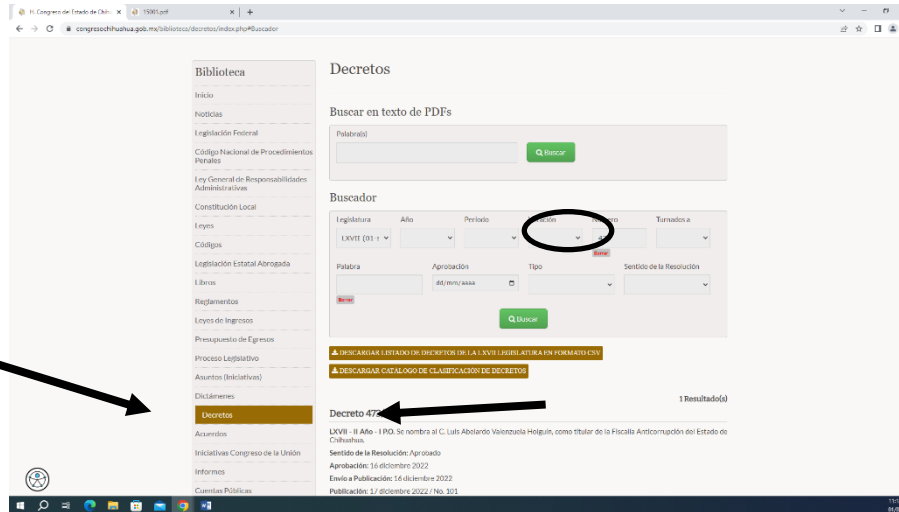 H. Congreso del Estado de Chihu
15001.pdf
congresochihuahua.gob.mx/biblioteca/decretos/index.php#Buscador
Biblioteca
Inicio
Noticias
Legislación Federal
Código Nacional de Procedimientos
Penales
Ley General de Responsabilidades
Administrativas
Constitución Local
Leyes
Códigos
Legislación Estatal Abrogada
Libros
Reglamentos
Leyes de Ingresos
Presupuesto de Egresos
Proceso Legislativo
Asuntos (Iniciativas)
Dictámenes
Decretos
Acuerdos
Iniciativas Congreso de la Unión
Informes
Cuentas Públicas
Decretos
Buscar en texto de PDFs
Palabra(s)
Buscar
Buscador
Legislatura Año Periodo Turnados a
LXVII (01-s
Borrar
Palabra Aprobación Tipo Sentido de la Resolución
dd/mm/aaaa
Borrar
Buscar
DESCARGAR LISTADO DE DECRETOS DE LA LXVII LEGISLATURA EN FORMATO CSV
DESCARGAR CATALOGO DE CLASIFICACION DE DECRETOS
1 Resultado(s)
Decreto
LXVII - II Año - I P.O. Se nombra al C. Luis Abelardo Valenzuela Holguín, como titular de la Fiscalía Anticorrupción del Estado de
Chihuahua.
Sentido de la Resolución: Aprobado
Aprobación: 16 diciembre 2022
Envío a Publicación: 16 diciembre 2022
Publicación: 17 diciembre 2022 / No. 101